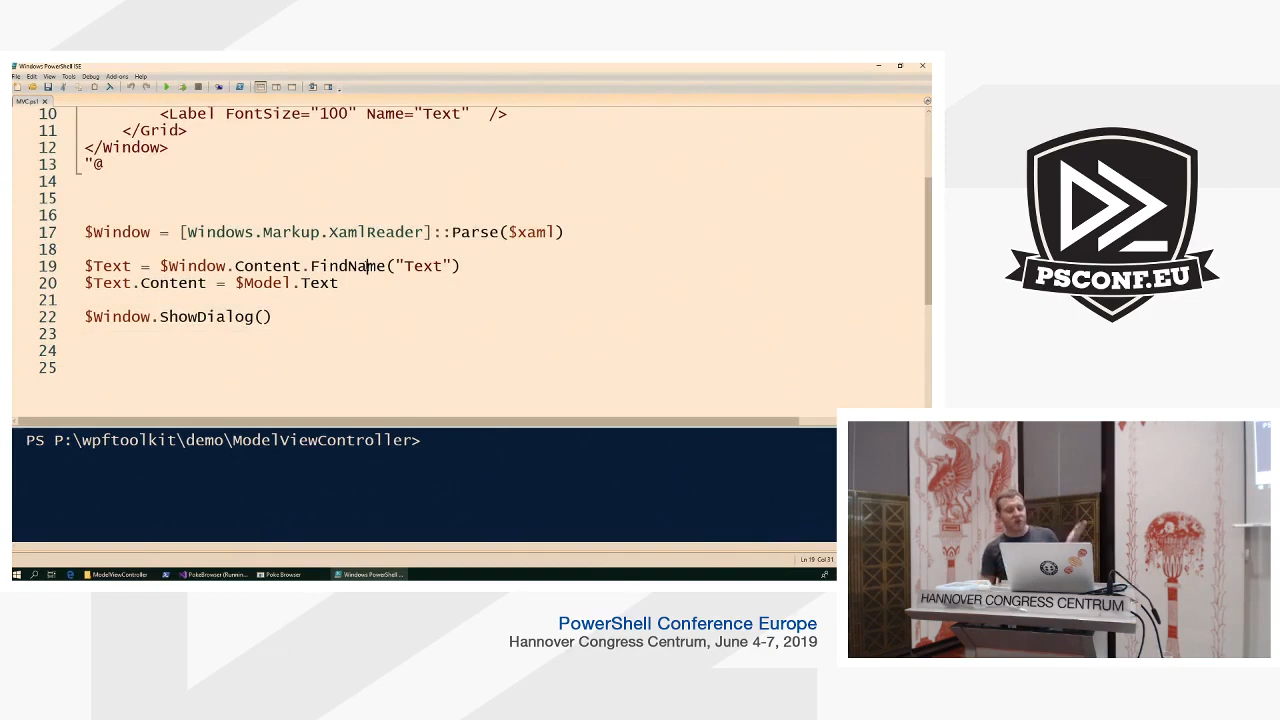 Windows PowerShell ISE
File Edit View Tools Debug Add-ons Help
MVC.ps1 X
10 <Label FontSize="100" Name="Text" />
11 </Grid>
12 </Window>
13 "@
14
15
16
17 $Window = [Windows.Markup.XamlReader]::Parse($xaml)
18
19 $Text = $Window.Content.FindName("Text")
20 $Text.Content = $Model.Text
21
22 $Window.ShowDialog()
23
24
25
PS P:\wpftoolkit\demo\ModelViewController>
Ln 19 Col 31
ModelViewController PokeBrowser (Runnin... Poke Browser Windows PowerShell ...
PSCONF.EU
HANNOVER CONGRESS CENTRUM
PowerShell Conference Europe
Hannover Congress Centrum, June 4-7, 2019